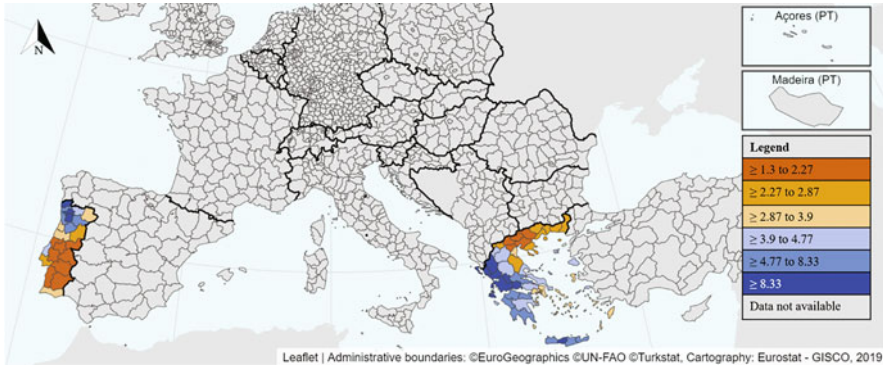 N
Açores (PT)
Madeira (PT)
Legend
≥ 1.3 to 2.27
≥ 2.27 to 2.87
≥ 2.87 to 3.9
≥ 3.9 to 4.77
≥ 4.77 to 8.33
≥ 8.33
Data not available
Leaflet | Administrative boundaries: ©EuroGeographics ©UN-FAO ©Turkstat, Cartography: Eurostat - GISCO, 2019